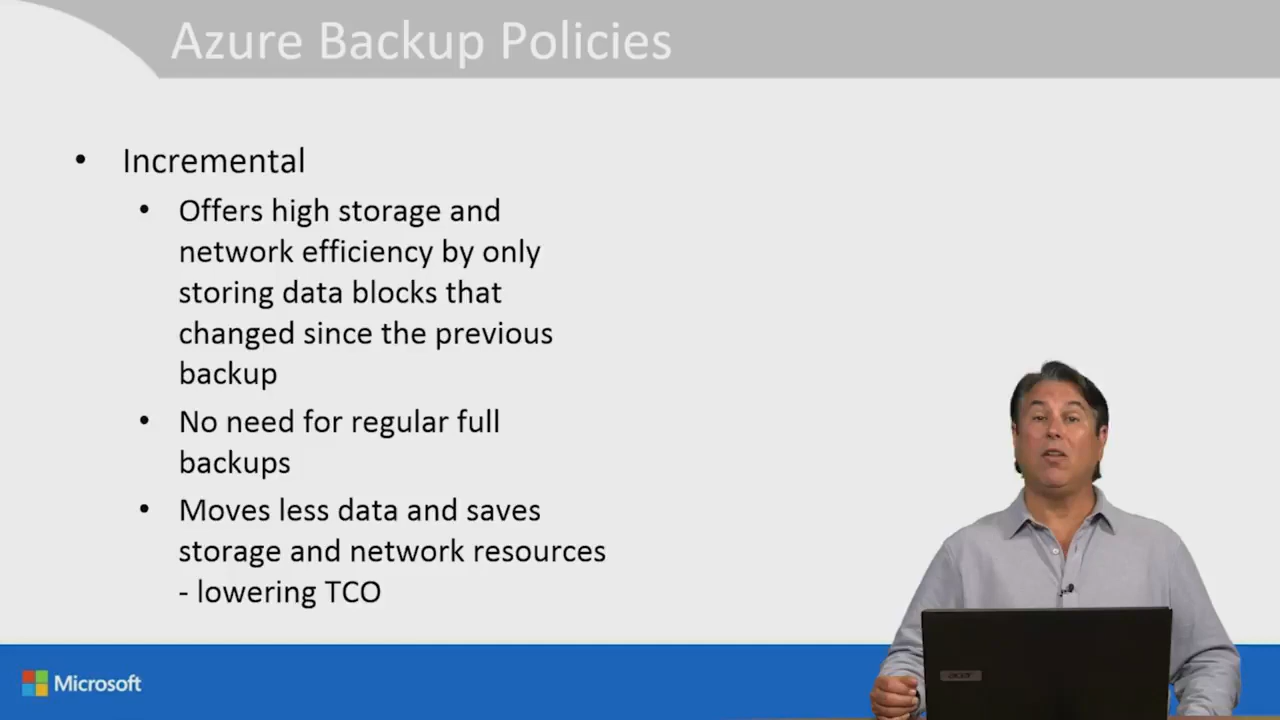 Azure Backup Policies
• Incremental
• Offers high storage and
network efficiency by only
storing data blocks that
changed since the previous
backup
• No need for regular full
backups
• Moves less data and saves
storage and network resources
- lowering TCO
Microsoft
acer